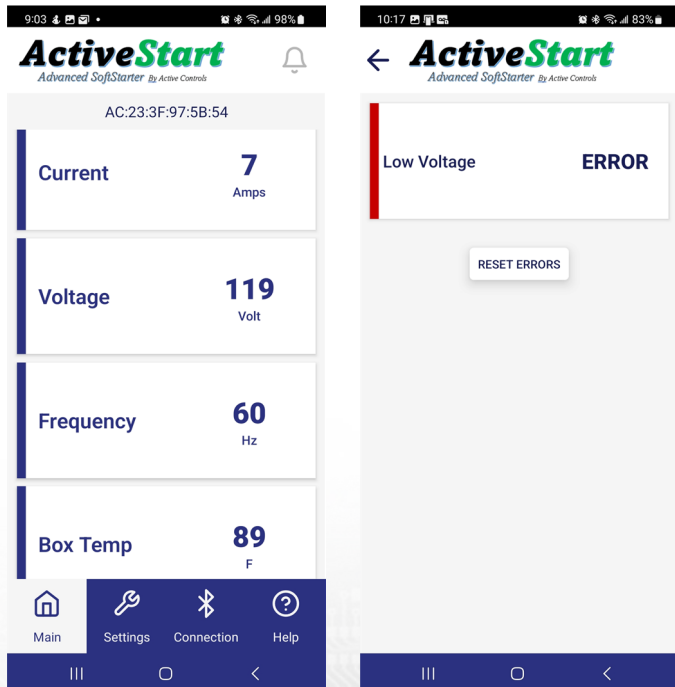 9:03
98%
ActiveStart
Advanced SoftStarter By Active Controls
AC:23:3F:97:5B:54
Current
7
Amps
Voltage
119
Volt
Frequency
60
Hz
Box Temp
89
F
Main
Settings
Connection
Help
10:17
83%
ActiveStart
Advanced SoftStarter By Active Controls
Low Voltage
ERROR
RESET ERRORS